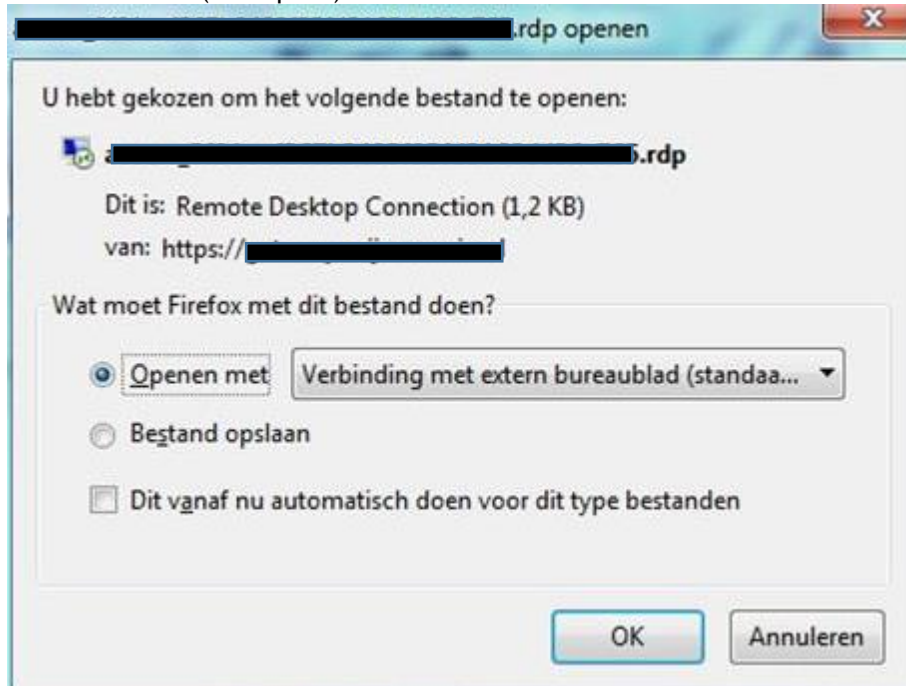 .rdp openen
U hebt gekozen om het volgende bestand te openen:
.rdp
Dit is: Remote Desktop Connection (1,2 KB)
van: https://
Wat moet Firefox met dit bestand doen?
Openen met Verbinding met extern bureaublad (standaa...
Bestand opslaan
Dit vanaf nu automatisch doen voor dit type bestanden
OK Annuleren